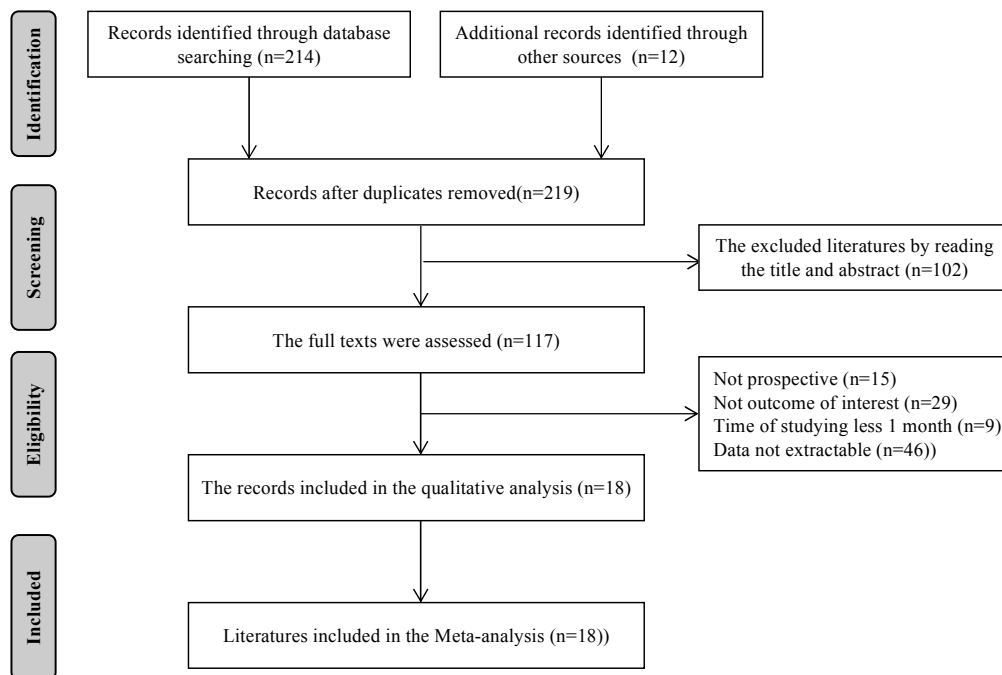 Identification
Records identified through database
searching (n=214)
Additional records identified through
other sources (n=12)
Records after duplicates removed(n=219)
Screening
The excluded literatures by reading
the title and abstract (n=102)
The full texts were assessed (n=117)
Eligibility
Not prospective (n=15)
Not outcome of interest (n=29)
Time of studying less 1 month (n=9)
Data not extractable (n=46))
The records included in the qualitative analysis (n=18)
Included
Literatures included in the Meta-analysis (n=18))